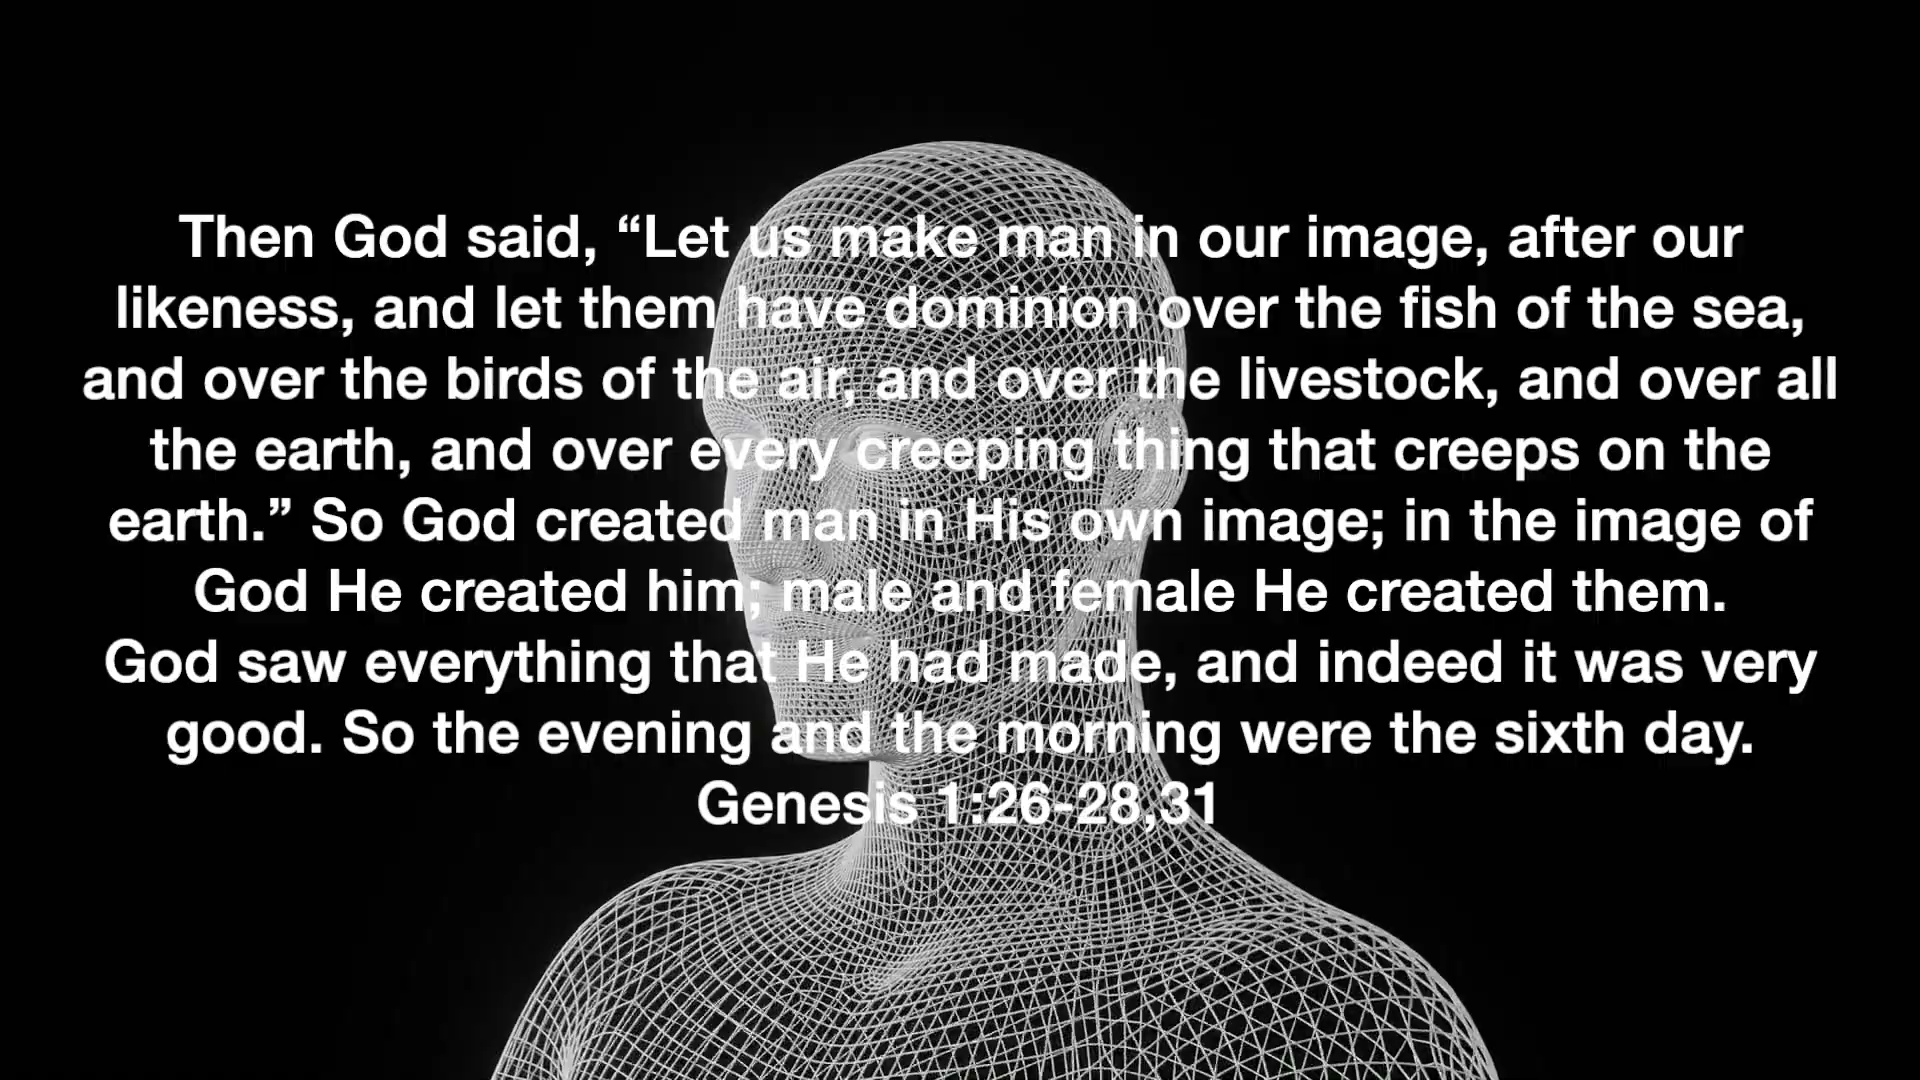 Then God said, “Let us make man in our image, after our
likeness, and let them have dominion over the fish of the sea,
and over the birds of the air, and over the livestock, and over all
the earth, and over every creeping thing that creeps on the
earth.” So God created man in His own image; in the image of
God He created him; male and female He created them.
God saw everything that He had made, and indeed it was very
good. So the evening and the morning were the sixth day.
Genesis 1:26-28,31